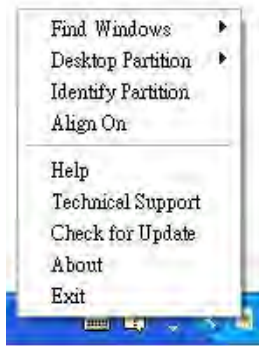 Find Windows
Desktop Partition
Identify Partition
Align On
Help
Technical Support
Check for Update
About
Exit